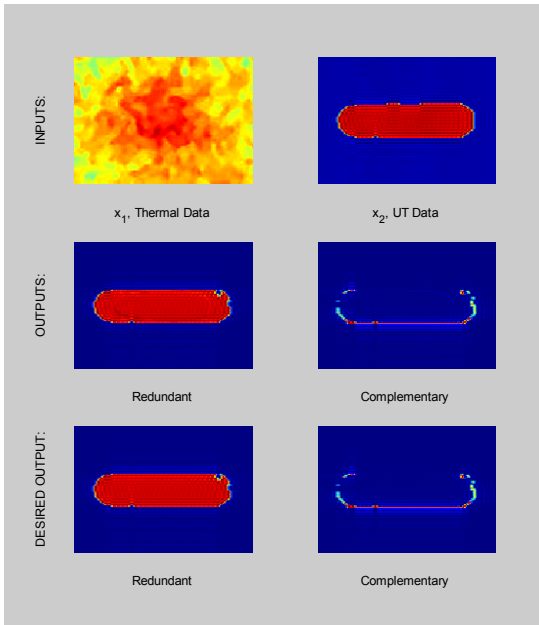 INPUTS:
x1, Thermal Data
x2, UT Data
OUTPUTS:
Redundant
Complementary
DESIRED OUTPUT:
Redundant
Complementary